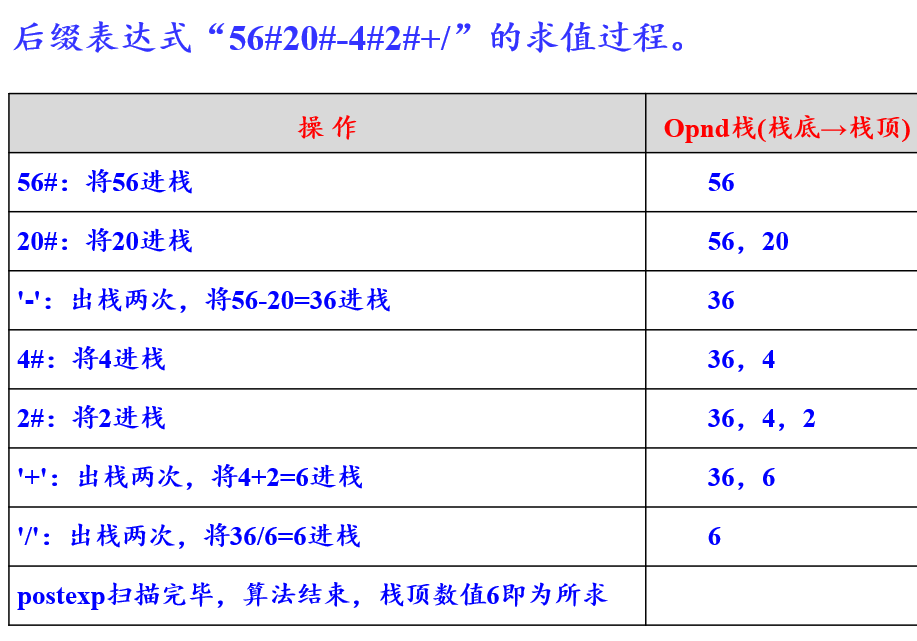 后缀表达式“56#20#-4#2#+/”的求值过程。
操 作
Opnd栈(栈底→栈顶)
56#：将56进栈
56
20#：将20进栈
56，20
'-'：出栈两次，将56-20=36进栈
36
4#：将4进栈
36，4
2#：将2进栈
36，4，2
'+'：出栈两次，将4+2=6进栈
36，6
'/'：出栈两次，将36/6=6进栈
6
postexp扫描完毕，算法结束，栈顶数值6即为所求